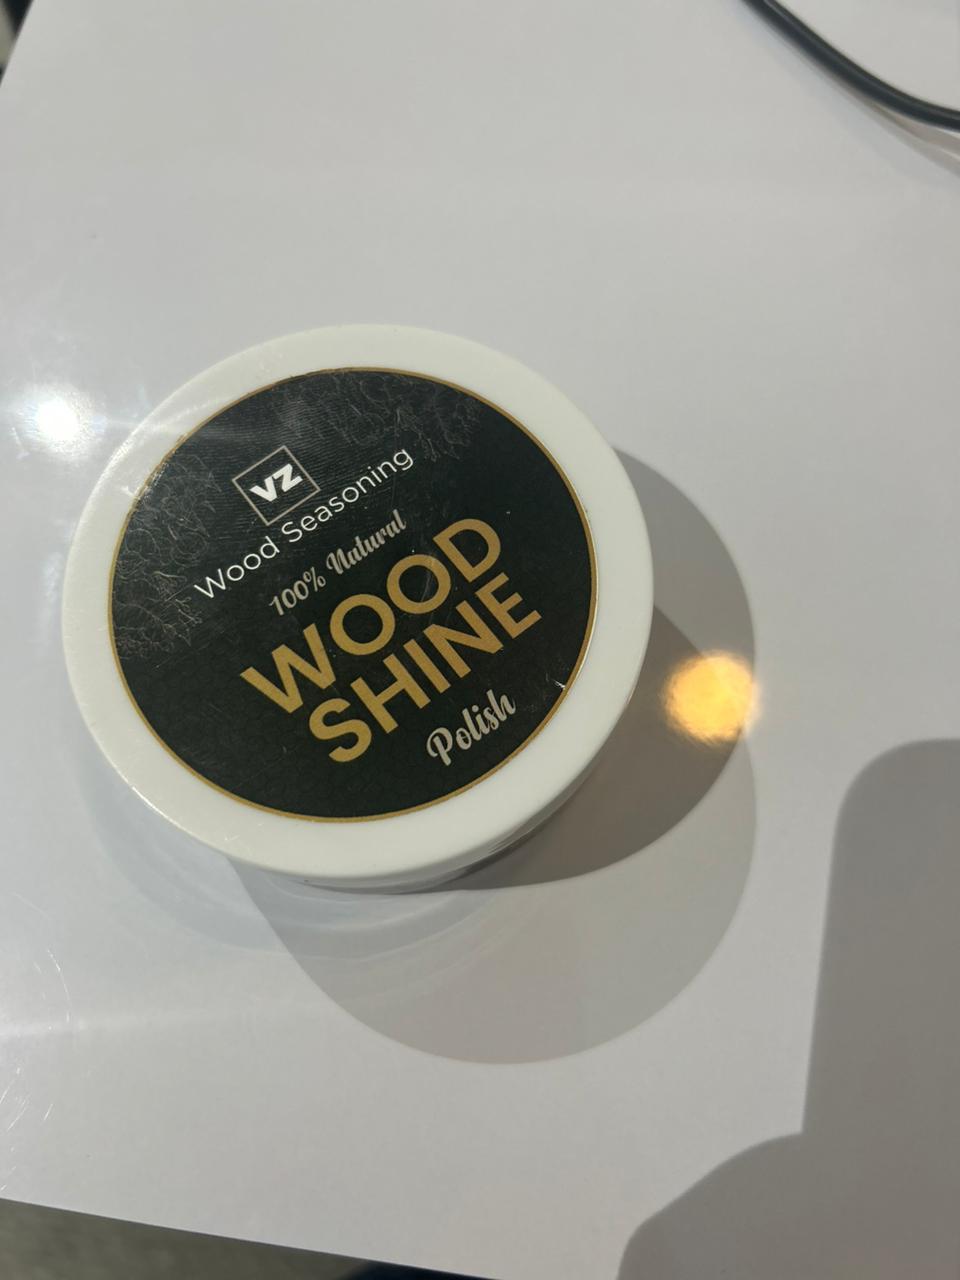 VZ
Wood Seasoning
100% Natural
WOOD
SHINE
Polish